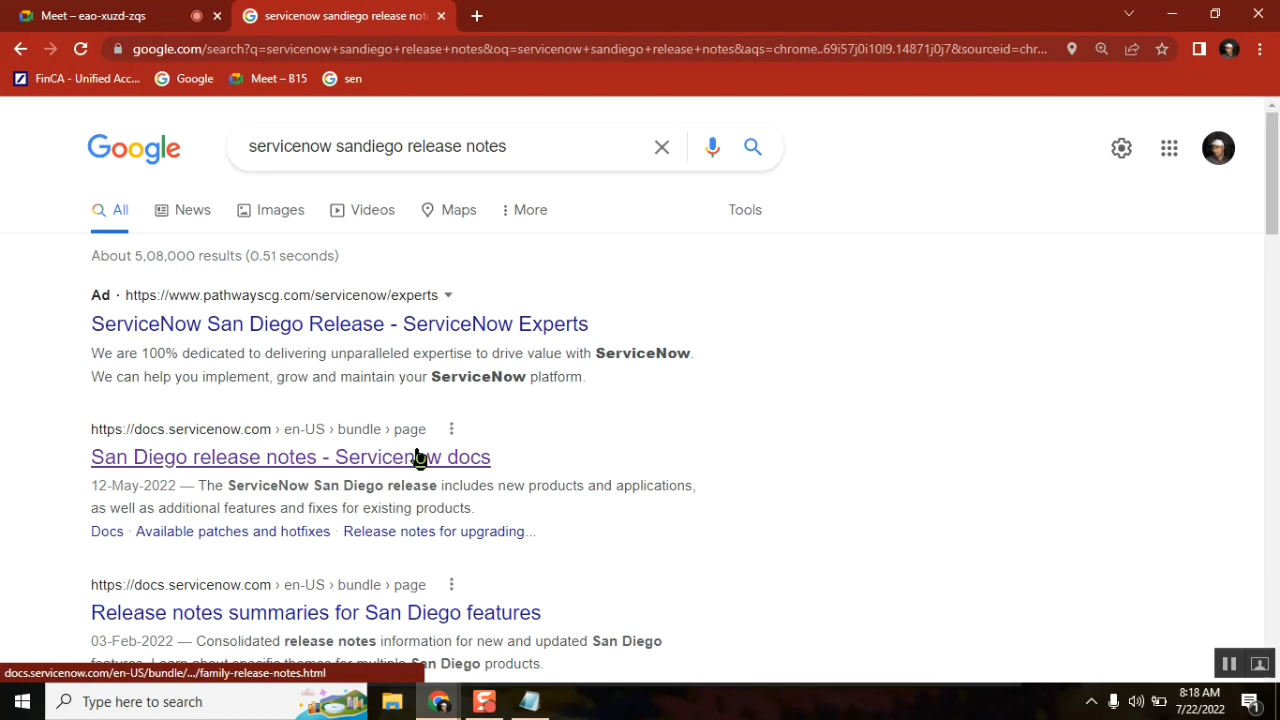 Meet – eao-xuzd-zqs
servicenow sandiego release not
google.com/search?q=servicenow+sandiego+release+notes&oq=servicenow+sandiego+release+notes&aqs=chrome..69i57j0i10l9.14871j0j7&sourceid=chr...
FinCA - Unified Acc...
Google
Meet – B15
sen
Google
servicenow sandiego release notes
All
News
Images
Videos
Maps
More
Tools
About 5,08,000 results (0.51 seconds)
Ad · https://www.pathwayscg.com/servicenow/experts
ServiceNow San Diego Release - ServiceNow Experts
We are 100% dedicated to delivering unparalleled expertise to drive value with ServiceNow.
We can help you implement, grow and maintain your ServiceNow platform.
https://docs.servicenow.com › en-US › bundle › page
San Diego release notes - Servicenow docs
12-May-2022 — The ServiceNow San Diego release includes new products and applications,
as well as additional features and fixes for existing products.
Docs · Available patches and hotfixes · Release notes for upgrading...
https://docs.servicenow.com › en-US › bundle › page
Release notes summaries for San Diego features
03-Feb-2022 — Consolidated release notes information for new and updated San Diego
features. Learn about specific themes for multiple San Diego products.
docs.servicenow.com/en-US/bundle/.../family-release-notes.html
Type here to search
8:18 AM
7/22/2022
1